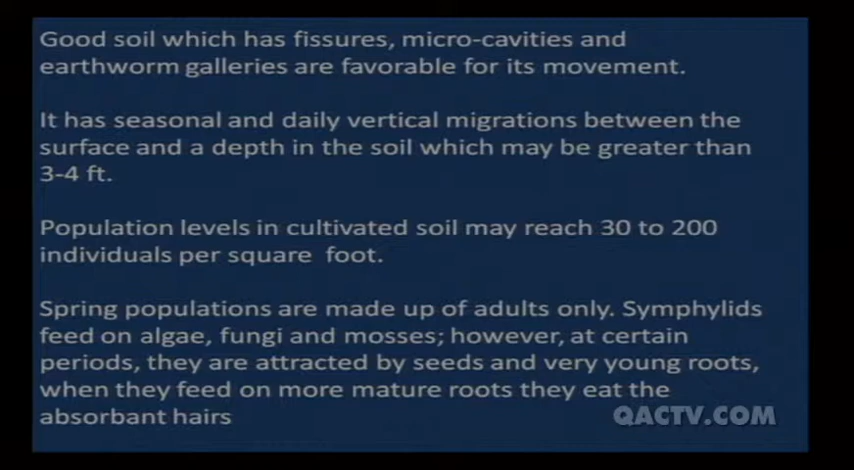 Good soil which has fissures, micro-cavities and
earthworm galleries are favorable for its movement.
It has seasonal and daily vertical migrations between the
surface and a depth in the soil which may be greater than
3-4 ft.
Population levels in cultivated soil may reach 30 to 200
individuals per square foot.
Spring populations are made up of adults only. Symphylids
feed on algae, fungi and mosses; however, at certain
periods, they are attracted by seeds and very young roots,
when they feed on more mature roots they eat the
absorbant hairs
QACTV.COM